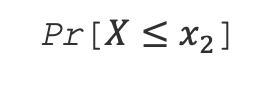 Pr[X ≤ x₂]